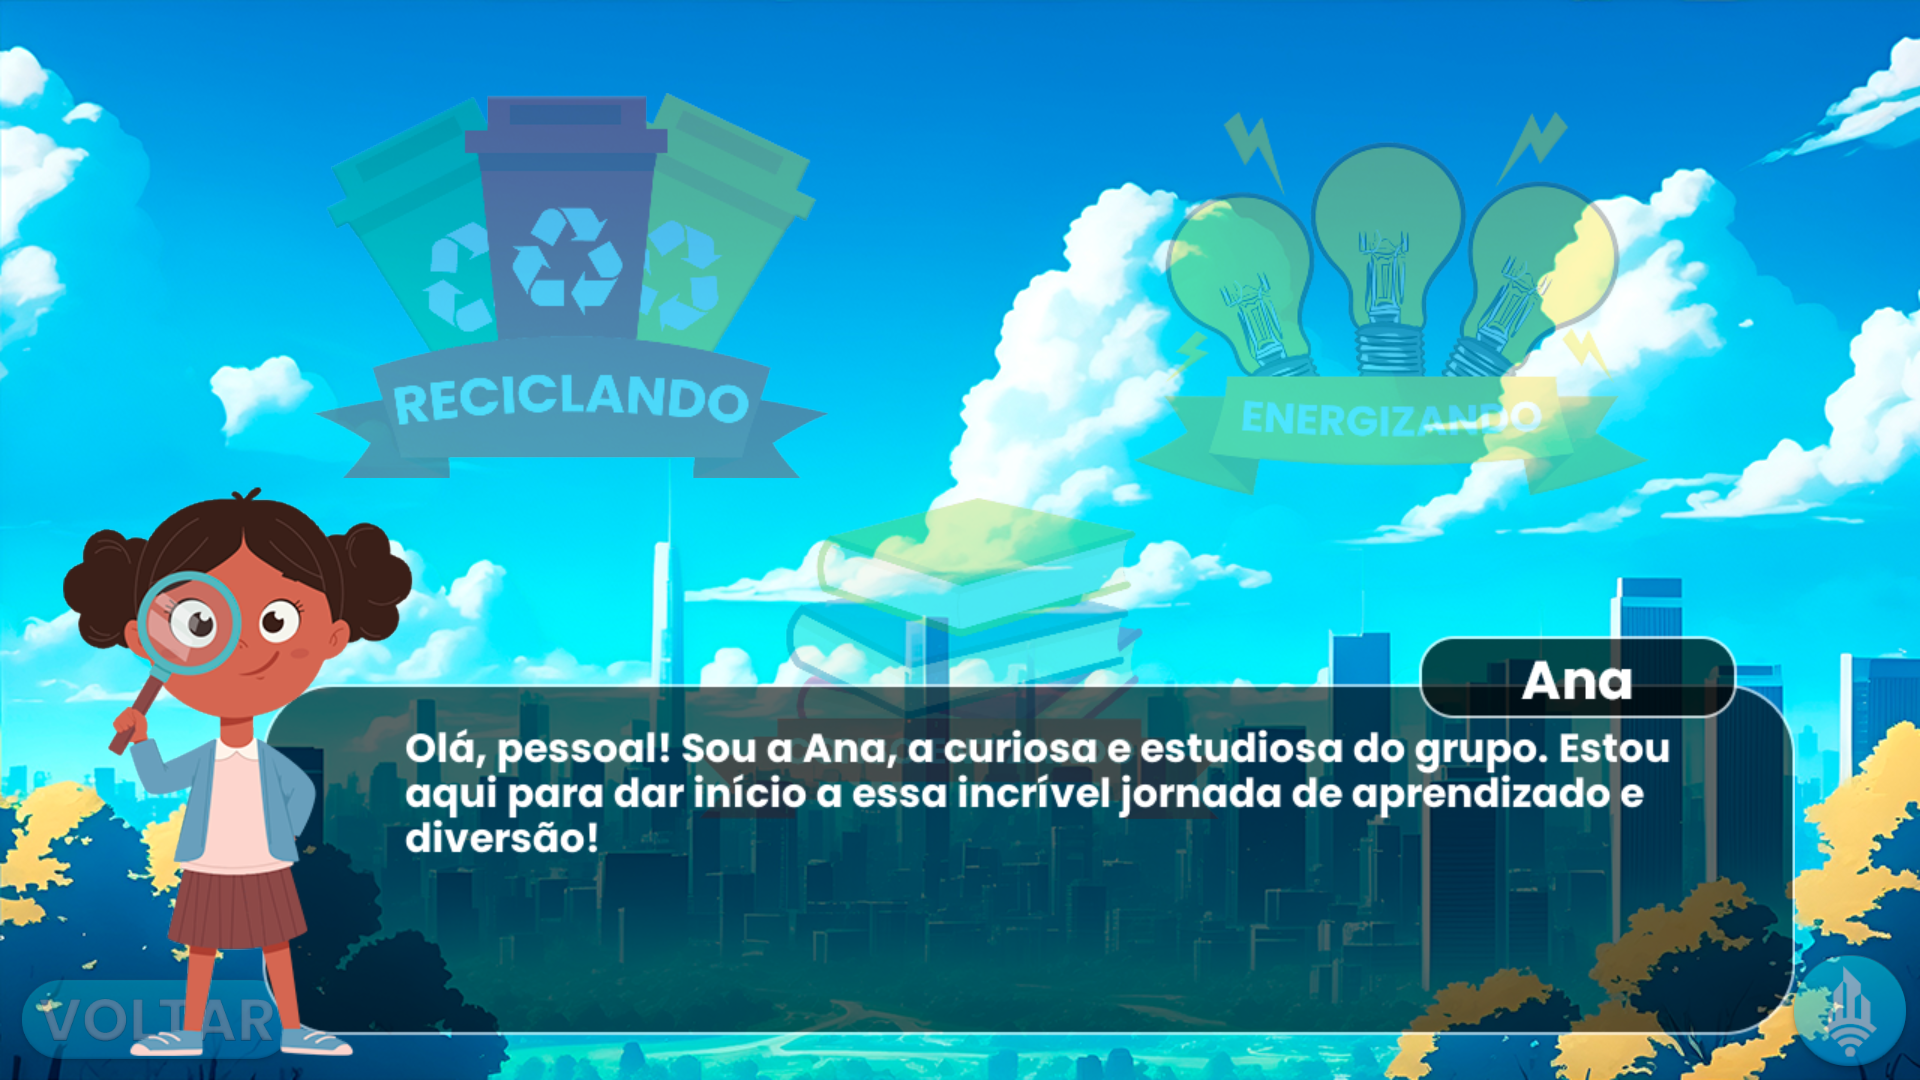 RECICLANDO
ENERGIZANDO
Ana
Olá, pessoal! Sou a Ana, a curiosa e estudiosa do grupo. Estou
aqui para dar início a essa incrível jornada de aprendizado e
diversão!
VOLTAR